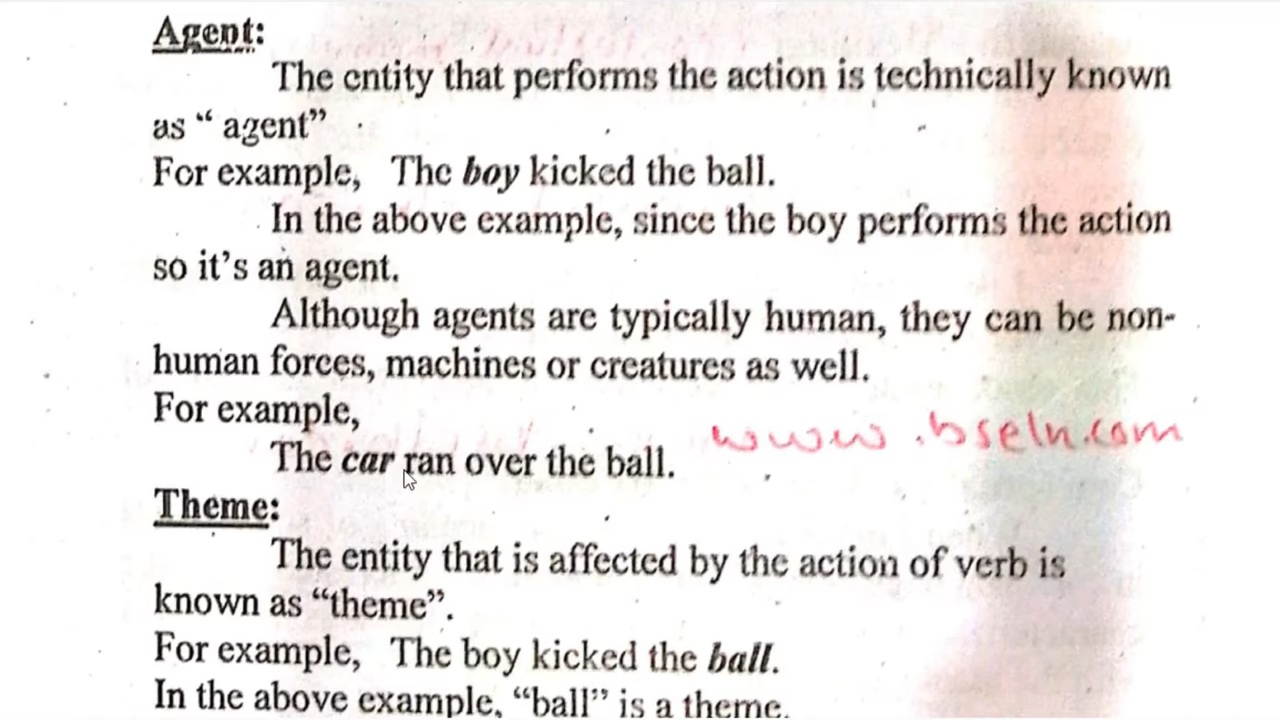 Agent:
The entity that performs the action is technically known
as “ agent”
For example, The boy kicked the ball.
In the above example, since the boy performs the action
so it’s an agent.
Although agents are typically human, they can be non-
human forces, machines or creatures as well.
For example,
www.bseln.com
The car ran over the ball.
Theme:
The entity that is affected by the action of verb is
known as “theme”.
For example, The boy kicked the ball.
In the above example, “ball” is a theme.